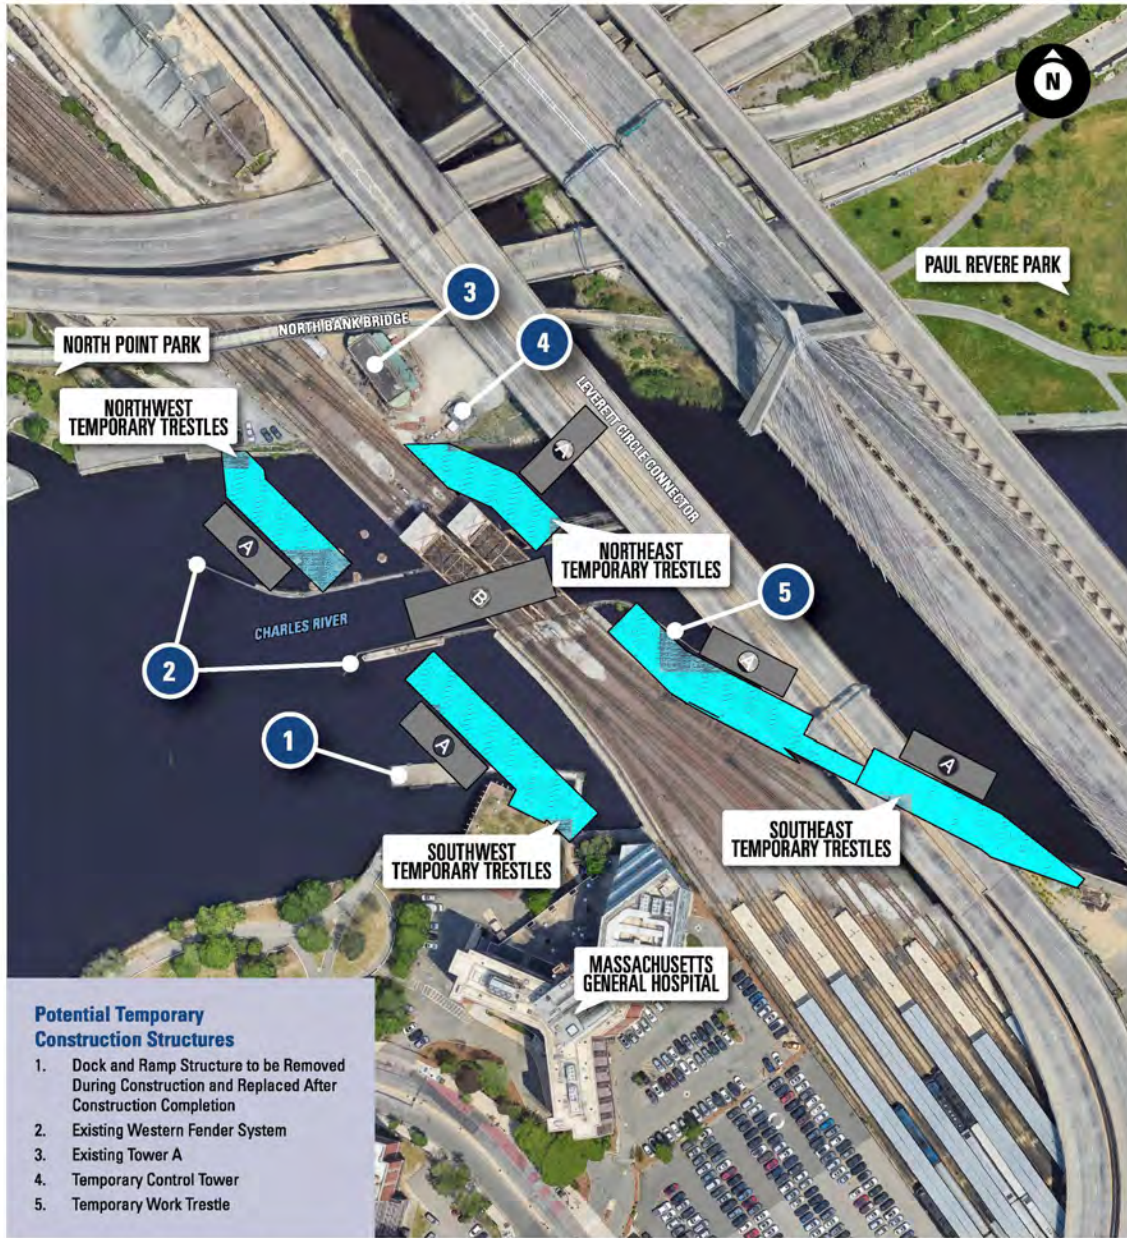 N
PAUL REVERE PARK
3
NORTH BANK BRIDGE
4
NORTH POINT PARK
NORTHWEST
TEMPORARY TRESTLES
LEVERETT CIRCLE CONNECTOR
A
A
NORTHEAST
TEMPORARY TRESTLES
5
B
CHARLES RIVER
2
A
A
1
A
SOUTHWEST
TEMPORARY TRESTLES
SOUTHEAST
TEMPORARY TRESTLES
MASSACHUSETTS
GENERAL HOSPITAL
Potential Temporary
Construction Structures
1. Dock and Ramp Structure to be Removed
During Construction and Replaced After
Construction Completion
2. Existing Western Fender System
3. Existing Tower A
4. Temporary Control Tower
5. Temporary Work Trestle